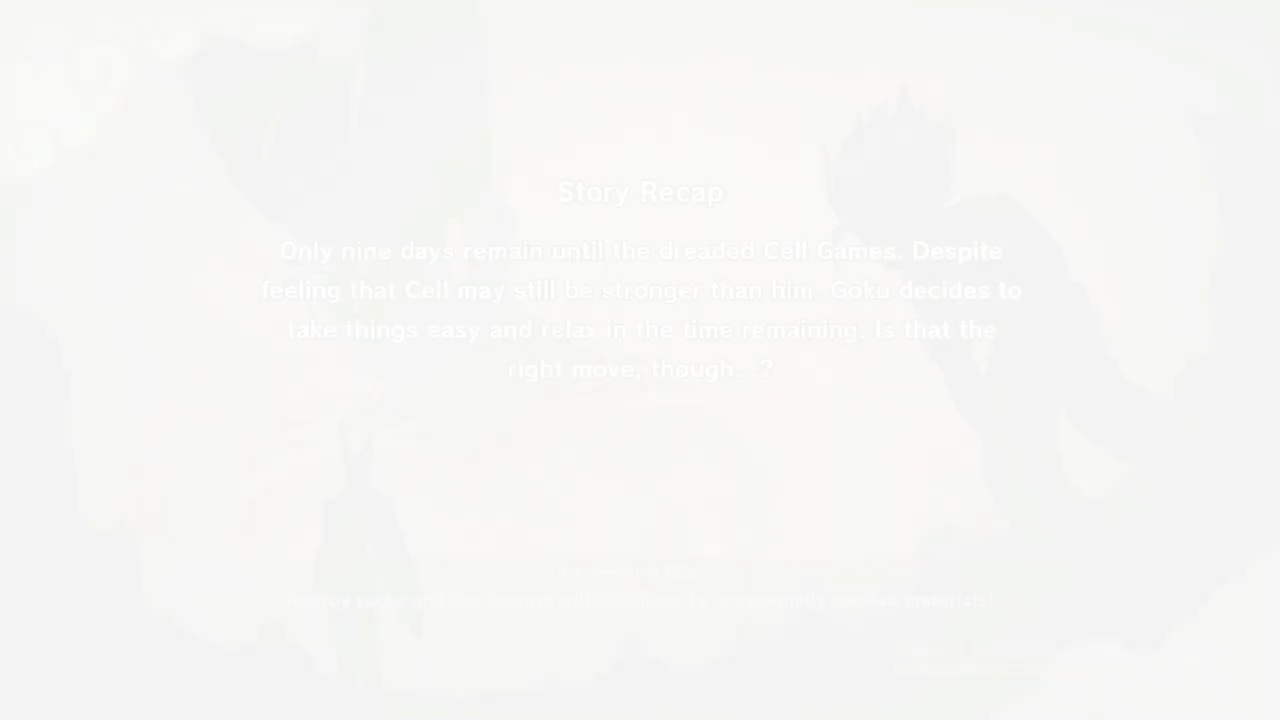 Story Recap
Only nine days remain until the dreaded Cell Games. Despite
feeling that Cell may still be stronger than him, Goku decides to
take things easy and relax in the time remaining. Is that the
right move, though...?